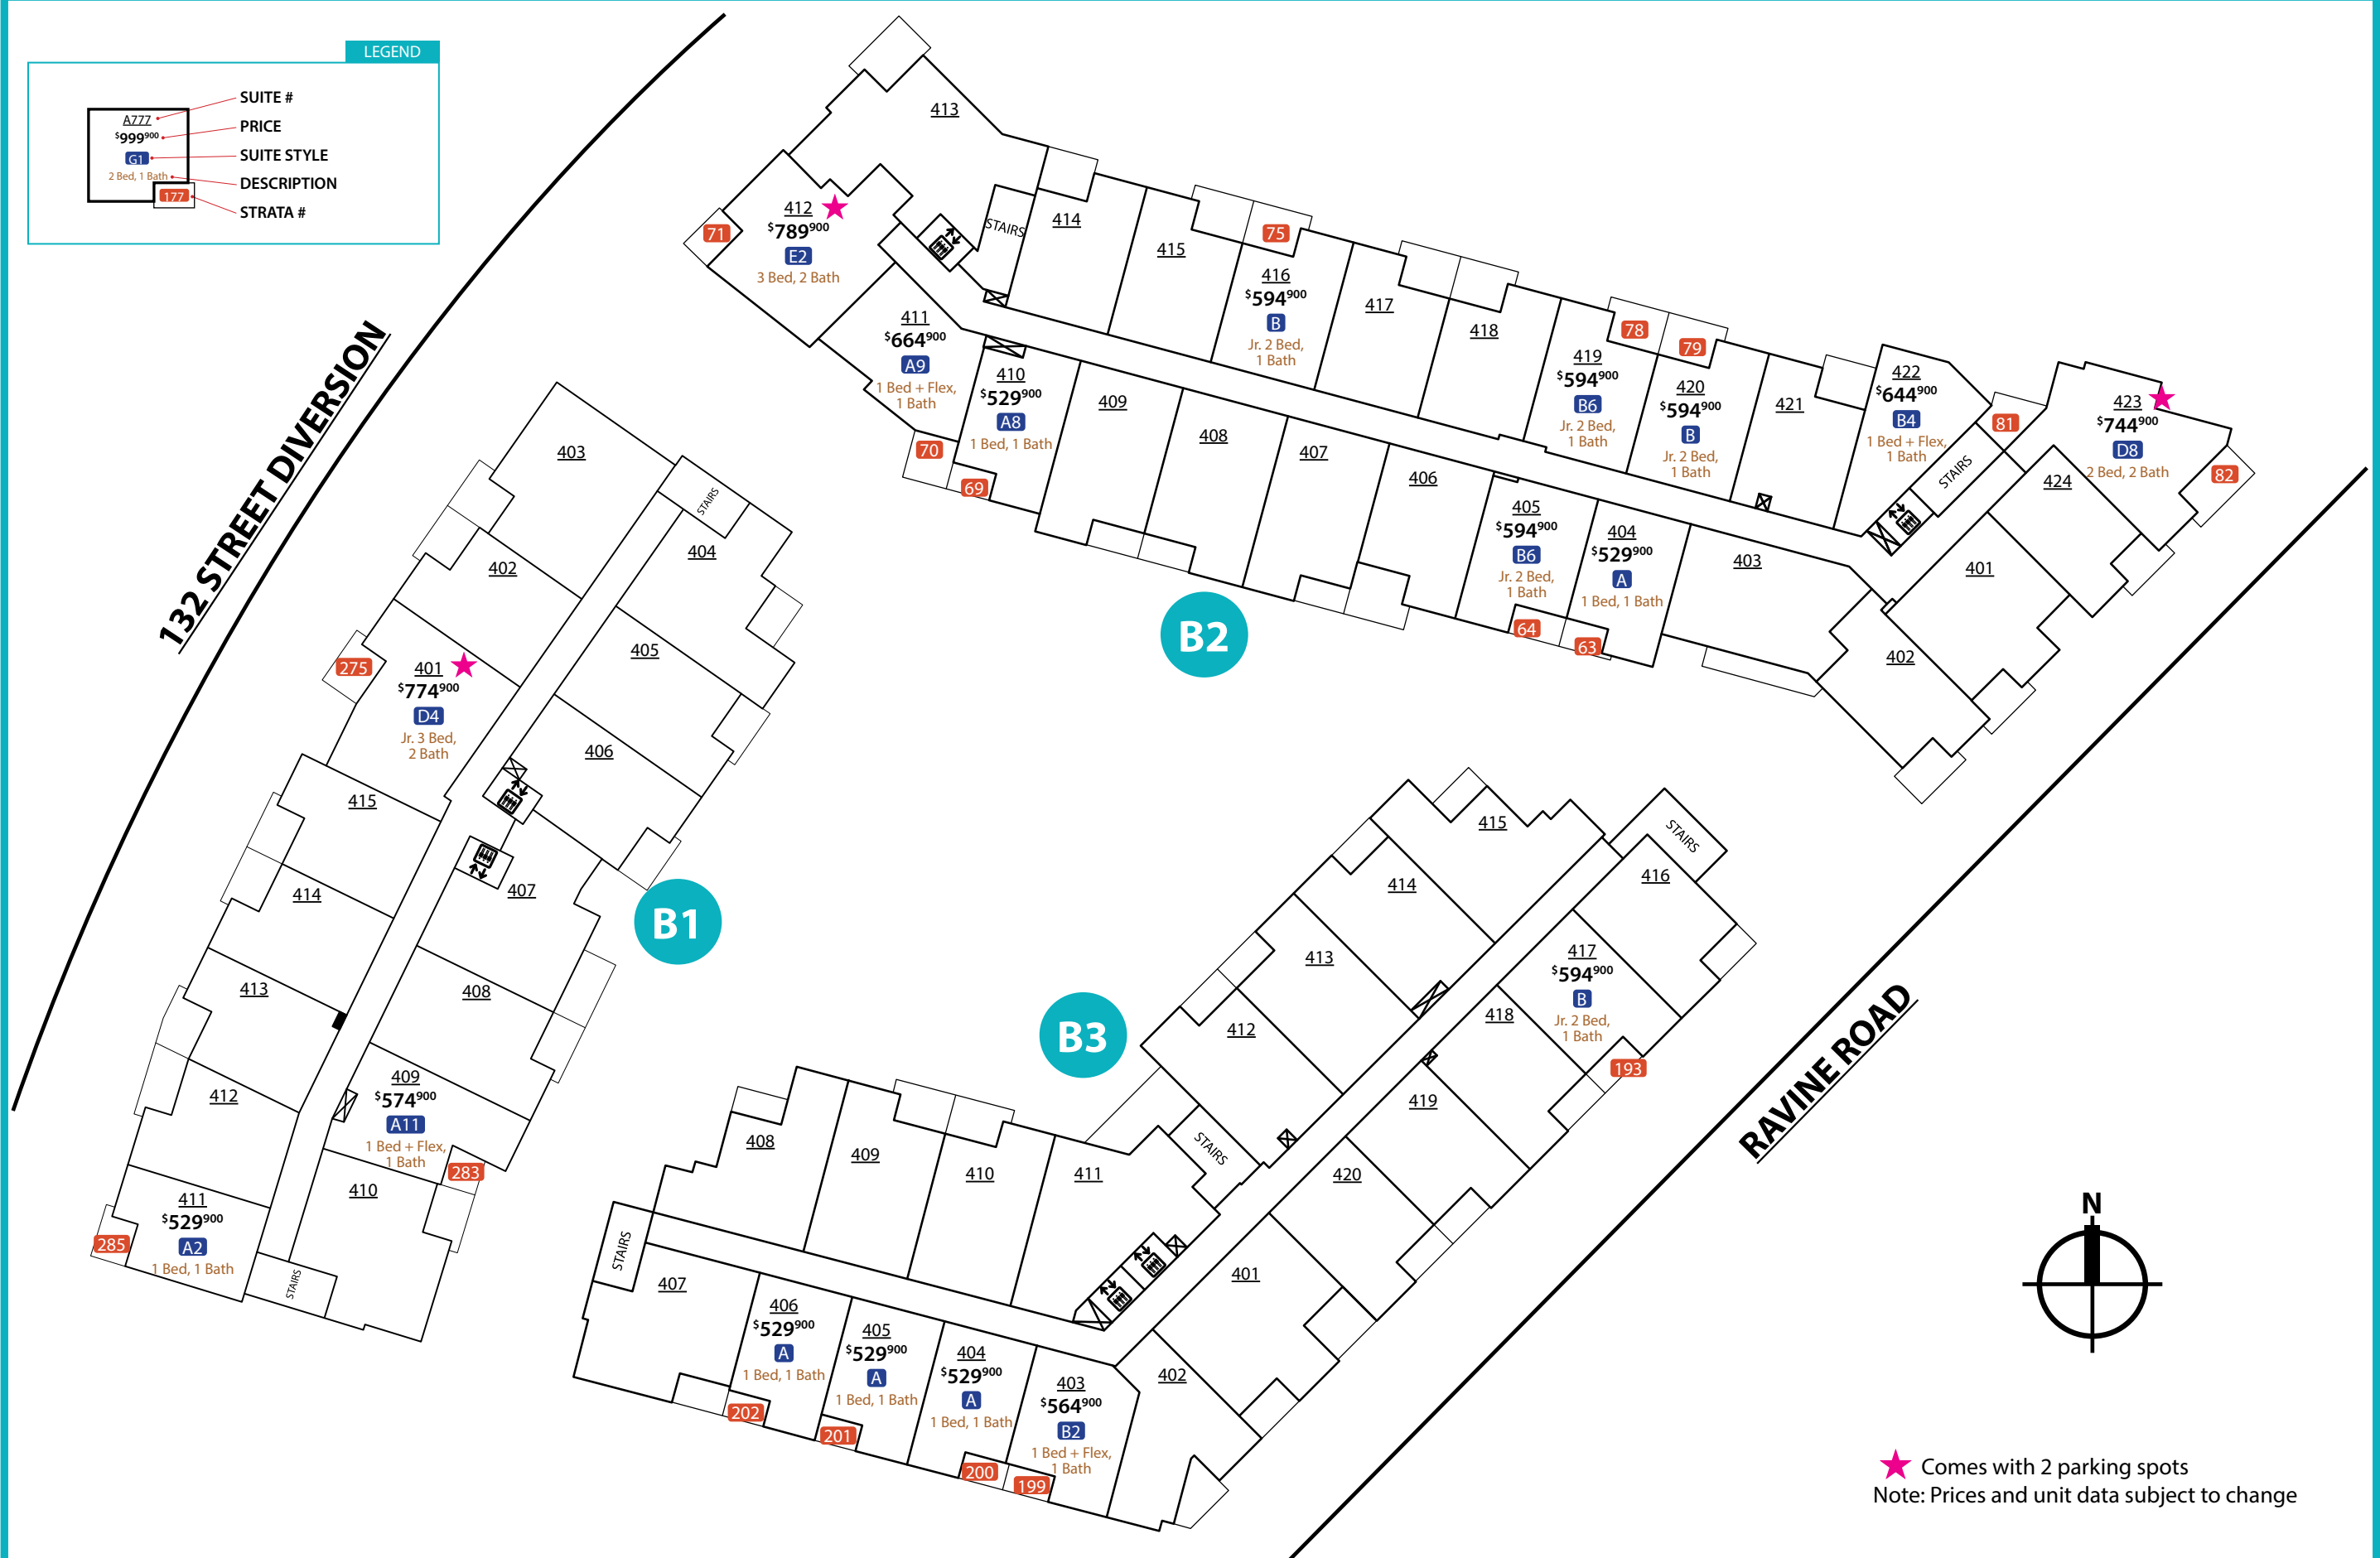 LEGEND
A777
$999900
G1
2 Bed, 1 Bath
177
SUITE #
PRICE
SUITE STYLE
DESCRIPTION
STRATA #
132 STREET DIVERSION
413
412
$789900
E2
3 Bed, 2 Bath
71
STAIRS
414
415
75
416
$594900
B
Jr. 2 Bed,
1 Bath
417
418
78
419
$594900
B6
Jr. 2 Bed,
1 Bath
79
420
$594900
B
Jr. 2 Bed,
1 Bath
421
422
$644900
B4
1 Bed + Flex,
1 Bath
81
STAIRS
423
$744900
D8
2 Bed, 2 Bath
82
424
411
$664900
A9
1 Bed + Flex,
1 Bath
70
410
$529900
A8
1 Bed, 1 Bath
69
409
408
407
406
405
$594900
B6
Jr. 2 Bed,
1 Bath
64
404
$529900
A
1 Bed, 1 Bath
63
403
401
402
B2
403
STAIRS
402
404
275
401
$774900
D4
Jr. 3 Bed,
2 Bath
405
406
415
407
414
413
408
412
409
$574900
A11
1 Bed + Flex,
1 Bath
283
410
411
$529900
A2
1 Bed, 1 Bath
285
STAIRS
B1
B3
415
STAIRS
414
416
413
417
$594900
B
Jr. 2 Bed,
1 Bath
193
412
418
419
STAIRS
420
408
409
410
411
401
STAIRS
407
406
$529900
A
1 Bed, 1 Bath
202
405
$529900
A
1 Bed, 1 Bath
201
404
$529900
A
1 Bed, 1 Bath
200
403
$564900
B2
1 Bed + Flex,
1 Bath
199
402
RAVINE ROAD
N
Comes with 2 parking spots
Note: Prices and unit data subject to change